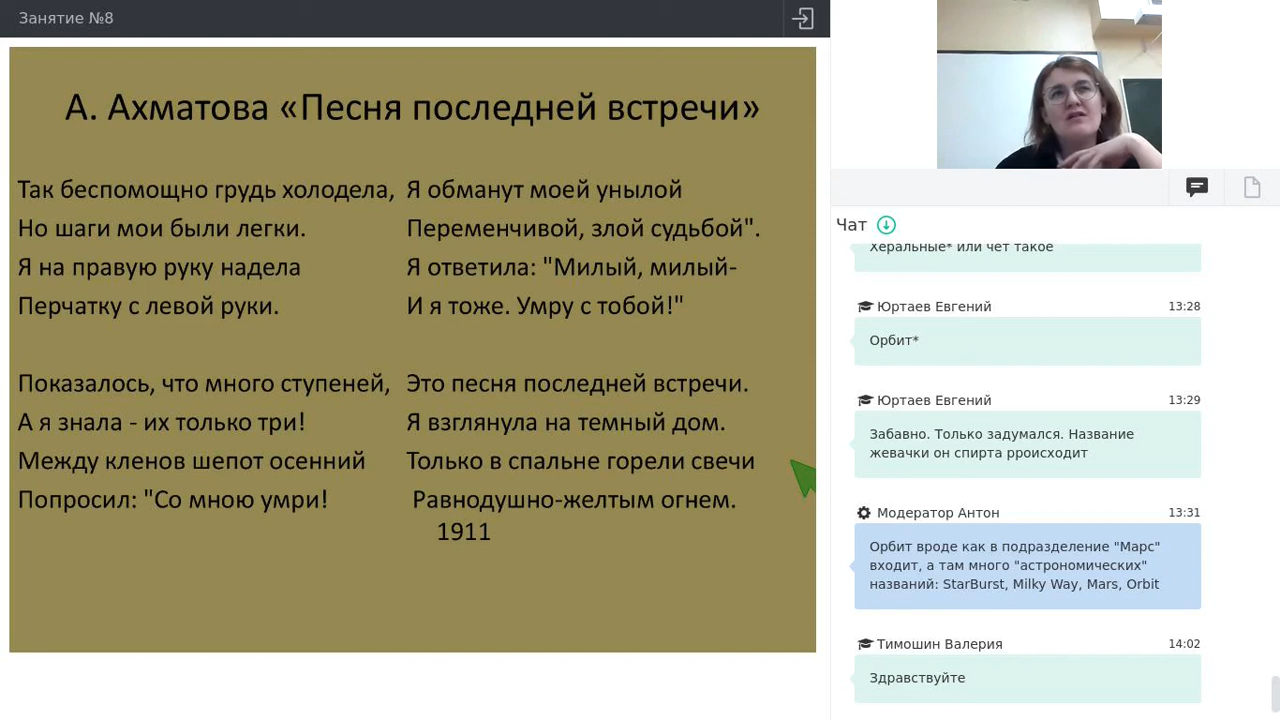 Занятие №8
А. Ахматова «Песня последней встречи»
Так беспомощно грудь холодела,
Но шаги мои были легки.
Я на правую руку надела
Перчатку с левой руки.
Показалось, что много ступеней,
А я знала - их только три!
Между кленов шепот осенний
Попросил: "Со мною умри!
Я обманут моей унылой
Переменчивой, злой судьбой".
Я ответила: "Милый, милый-
И я тоже. Умру с тобой!"
Это песня последней встречи.
Я взглянула на темный дом.
Только в спальне горели свечи
Равнодушно-желтым огнем.
1911
Чат
Херальные* или чет такое
Юртаев Евгений 13:28
Орбит*
Юртаев Евгений 13:29
Забавно. Только задумался. Название
жевачки он спирта рроисходит
Модератор Антон 13:31
Орбит вроде как в подразделение "Марс"
входит, а там много "астрономических"
названий: StarBurst, Milky Way, Mars, Orbit
Тимошин Валерия 14:02
Здравствуйте